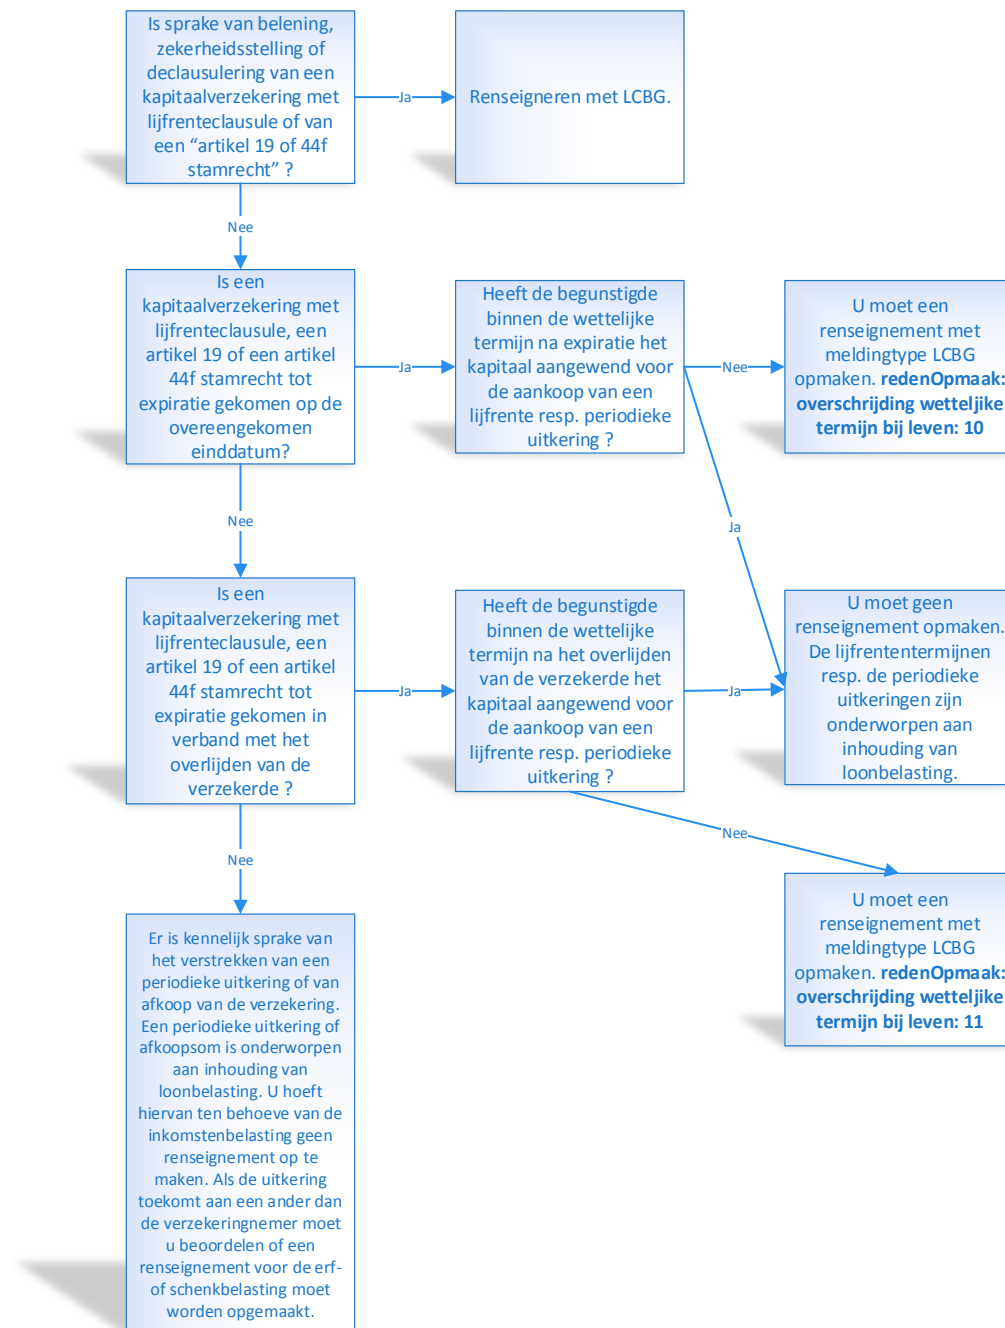 Is sprake van belening,
zekerheidsstelling of
declausulering van een
kapitaalverzekering met
lijfrenteclausule of van
een “artikel 19 of 44f
stamrecht” ?
Ja
Renseigneren met LCBG.
Nee
Is een
kapitaalverzekering met
lijfrenteclausule, een
artikel 19 of een artikel
44f stamrecht tot
expiratie gekomen op de
overeengekomen
einddatum?
Ja
Heeft de begunstigde
binnen de wettelijke
termijn na expiratie het
kapitaal aangewend voor
de aankoop van een
lijfrente resp. periodieke
uitkering ?
Nee
U moet een
renseignement met
meldingtype LCBG
opmaken. redenOpmaak:
overschrijding wetteljke
termijn bij leven: 10
Nee
Ja
Is een
kapitaalverzekering met
lijfrenteclausule, een
artikel 19 of een artikel
44f stamrecht tot
expiratie gekomen in
verband met het
overlijden van de
verzekerde ?
Ja
Heeft de begunstigde
binnen de wettelijke
termijn na het overlijden
van de verzekerde het
kapitaal aangewend voor
de aankoop van een
lijfrente resp. periodieke
uitkering ?
Ja
U moet geen
renseignement opmaken.
De lijfrententermijnen
resp. de periodieke
uitkeringen zijn
onderworpen aan
inhouding van
loonbelasting.
Nee
Nee
U moet een
renseignement met
meldingtype LCBG
opmaken. redenOpmaak:
overschrijding wetteljke
termijn bij leven: 11
Er is kennelijk sprake van
het verstrekken van een
periodieke uitkering of van
afkoop van de verzekering.
Een periodieke uitkering of
afkoopsom is onderworpen
aan inhouding van
loonbelasting. U hoeft
hiervan ten behoeve van de
inkomstenbelasting geen
renseignement op te
maken. Als de uitkering
toekomt aan een ander dan
de verzekeringnemer moet
u beoordelen of een
renseignement voor de erf-
of schenkbelasting moet
worden opgemaakt.